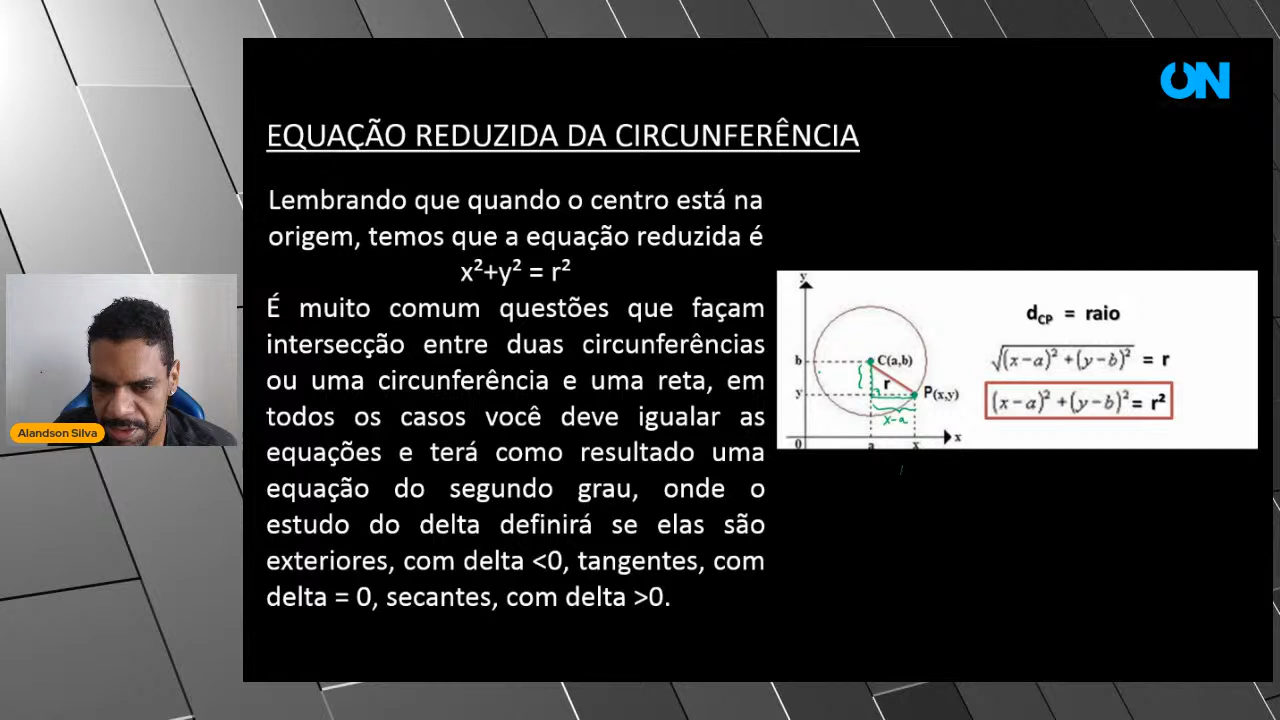 ON
EQUAÇÃO REDUZIDA DA CIRCUNFERÊNCIA
Lembrando que quando o centro está na
origem, temos que a equação reduzida é
x²+y² = r²
É muito comum questões que façam
intersecção entre duas circunferências
ou uma circunferência e uma reta, em
todos os casos você deve igualar as
equações e terá como resultado uma
equação do segundo grau, onde o
estudo do delta definirá se elas são
exteriores, com delta <0, tangentes, com
delta = 0, secantes, com delta >0.
y
b
C(a,b)
r
y
P(x,y)
x-a
0
a
x
x
d_CP = raio
√(x-a)² +(y-b)² = r
(x-a)² +(y-b)² = r²
Alandson Silva